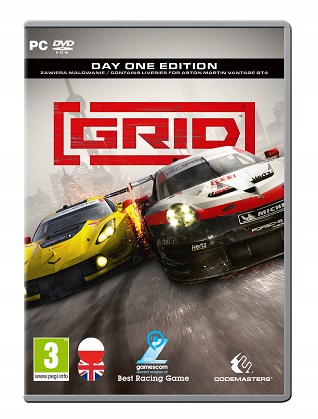 PC DVD
ROM
DAY ONE EDITION
ZAWIERA MALOWANIE / CONTAINS LIVERIES FOR ASTON MARTIN VANTAGE GT4
GRID
MICHELIN
PORSCHE
Hertz
3
www.pegi.info
gamescom
Best Racing Game
CODEMASTERS